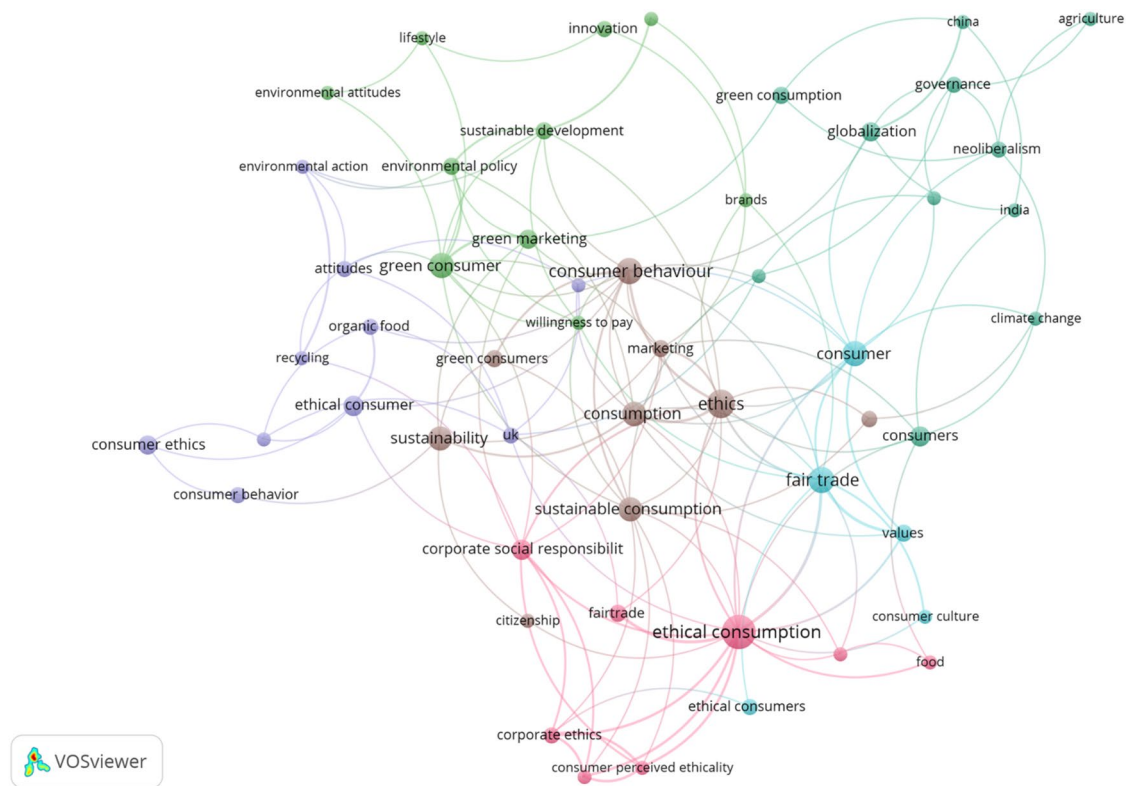 china
agriculture
innovation
lifestyle
governance
environmental attitudes
green consumption
sustainable development
globalization
neoliberalism
environmental action
environmental policy
brands
india
green marketing
green consumer
attitudes
consumer behaviour
climate change
willingness to pay
organic food
marketing
consumer
recycling
green consumers
ethical consumer
ethics
consumption
uk
consumers
consumer ethics
sustainability
fair trade
consumer behavior
sustainable consumption
values
corporate social responsibilit
fairtrade
consumer culture
citizenship
ethical consumption
food
ethical consumers
corporate ethics
consumer perceived ethicality
VOSviewer